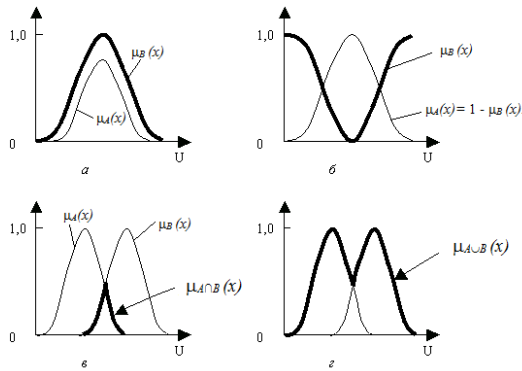 1,0
μB (x)
μA(x)
0
U
а
1,0
μB (x)
μA(x) = 1 - μB (x)
0
U
б
1,0
μA(x)
μB (x)
μA∩B (x)
0
U
в
1,0
μA∪B (x)
0
U
г